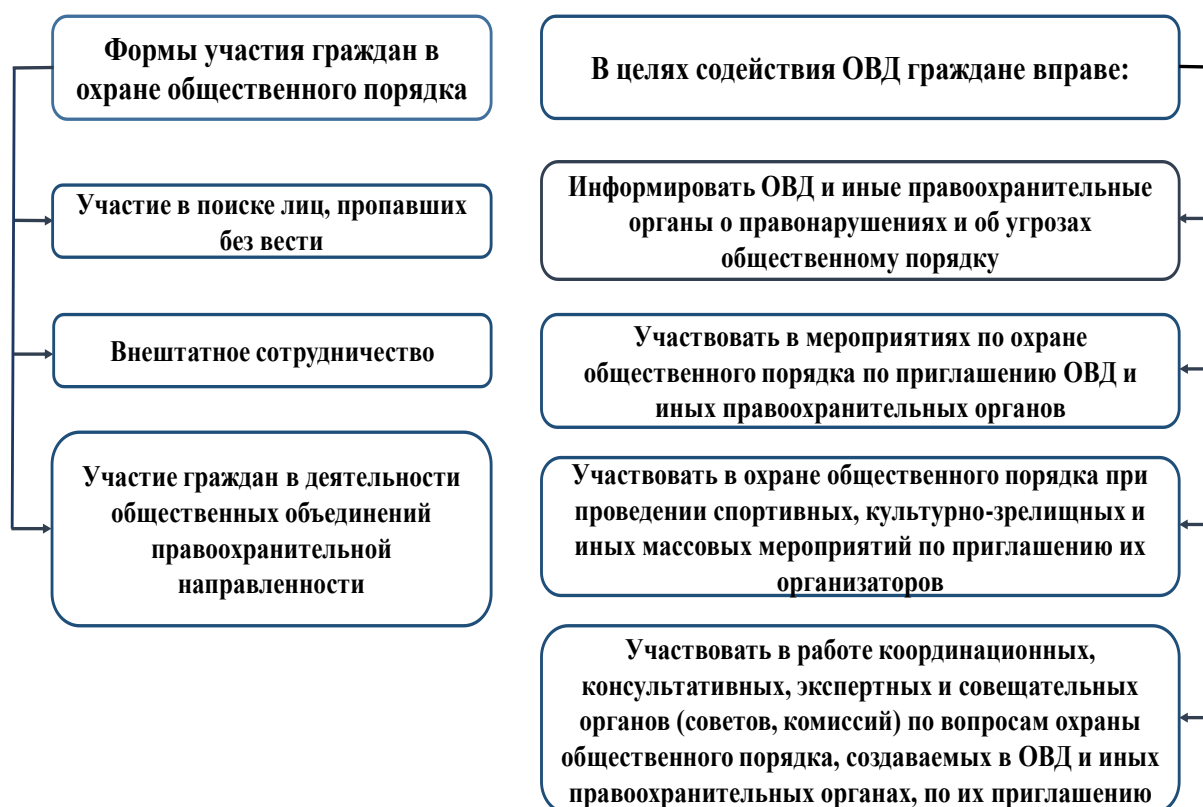 Формы участия граждан в
охране общественного порядка
Участие в поиске лиц, пропавших
без вести
Внештатное сотрудничество
Участие граждан в деятельности
общественных объединений
правоохранительной
направленности
В целях содействия ОВД граждане вправе:
Информировать ОВД и иные правоохранительные
органы о правонарушениях и об угрозах
общественному порядку
Участвовать в мероприятиях по охране
общественного порядка по приглашению ОВД и
иных правоохранительных органов
Участвовать в охране общественного порядка при
проведении спортивных, культурно-зрелищных и
иных массовых мероприятий по приглашению их
организаторов
Участвовать в работе координационных,
консультативных, экспертных и совещательных
органов (советов, комиссий) по вопросам охраны
общественного порядка, создаваемых в ОВД и иных
правоохранительных органах, по их приглашению